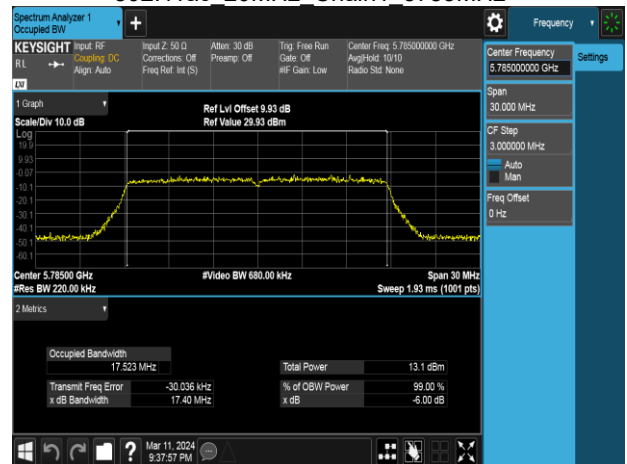 Spectrum Analyzer 1
Occupied BW
Frequency
KEYSIGHT
RL
LXI
Input: RF
Coupling: DC
Align: Auto
Input Z: 50 Ω
Corrections: Off
Freq Ref: Int (S)
Atten: 30 dB
Preamp: Off
Trig: Free Run
Gate: Off
#IF Gain: Low
Center Freq: 5.785000000 GHz
Avg|Hold: 10/10
Radio Std: None
Center Frequency
5.785000000 GHz
Settings
Span
30.000 MHz
CF Step
3.000000 MHz
Auto
Man
Freq Offset
0 Hz
1 Graph
Scale/Div 10.0 dB
Ref Lvl Offset 9.93 dB
Ref Value 29.93 dBm
Log
19.9
9.93
-0.07
-10.1
-20.1
-30.1
-40.1
-50.1
-60.1
Center 5.78500 GHz
#Video BW 680.00 kHz
Span 30 MHz
#Res BW 220.00 kHz
Sweep 1.93 ms (1001 pts)
2 Metrics
Occupied Bandwidth
17.523 MHz
Total Power 13.1 dBm
Transmit Freq Error -30.036 kHz
% of OBW Power 99.00 %
x dB Bandwidth 17.40 MHz
x dB -6.00 dB
Mar 11, 2024
9:37:57 PM